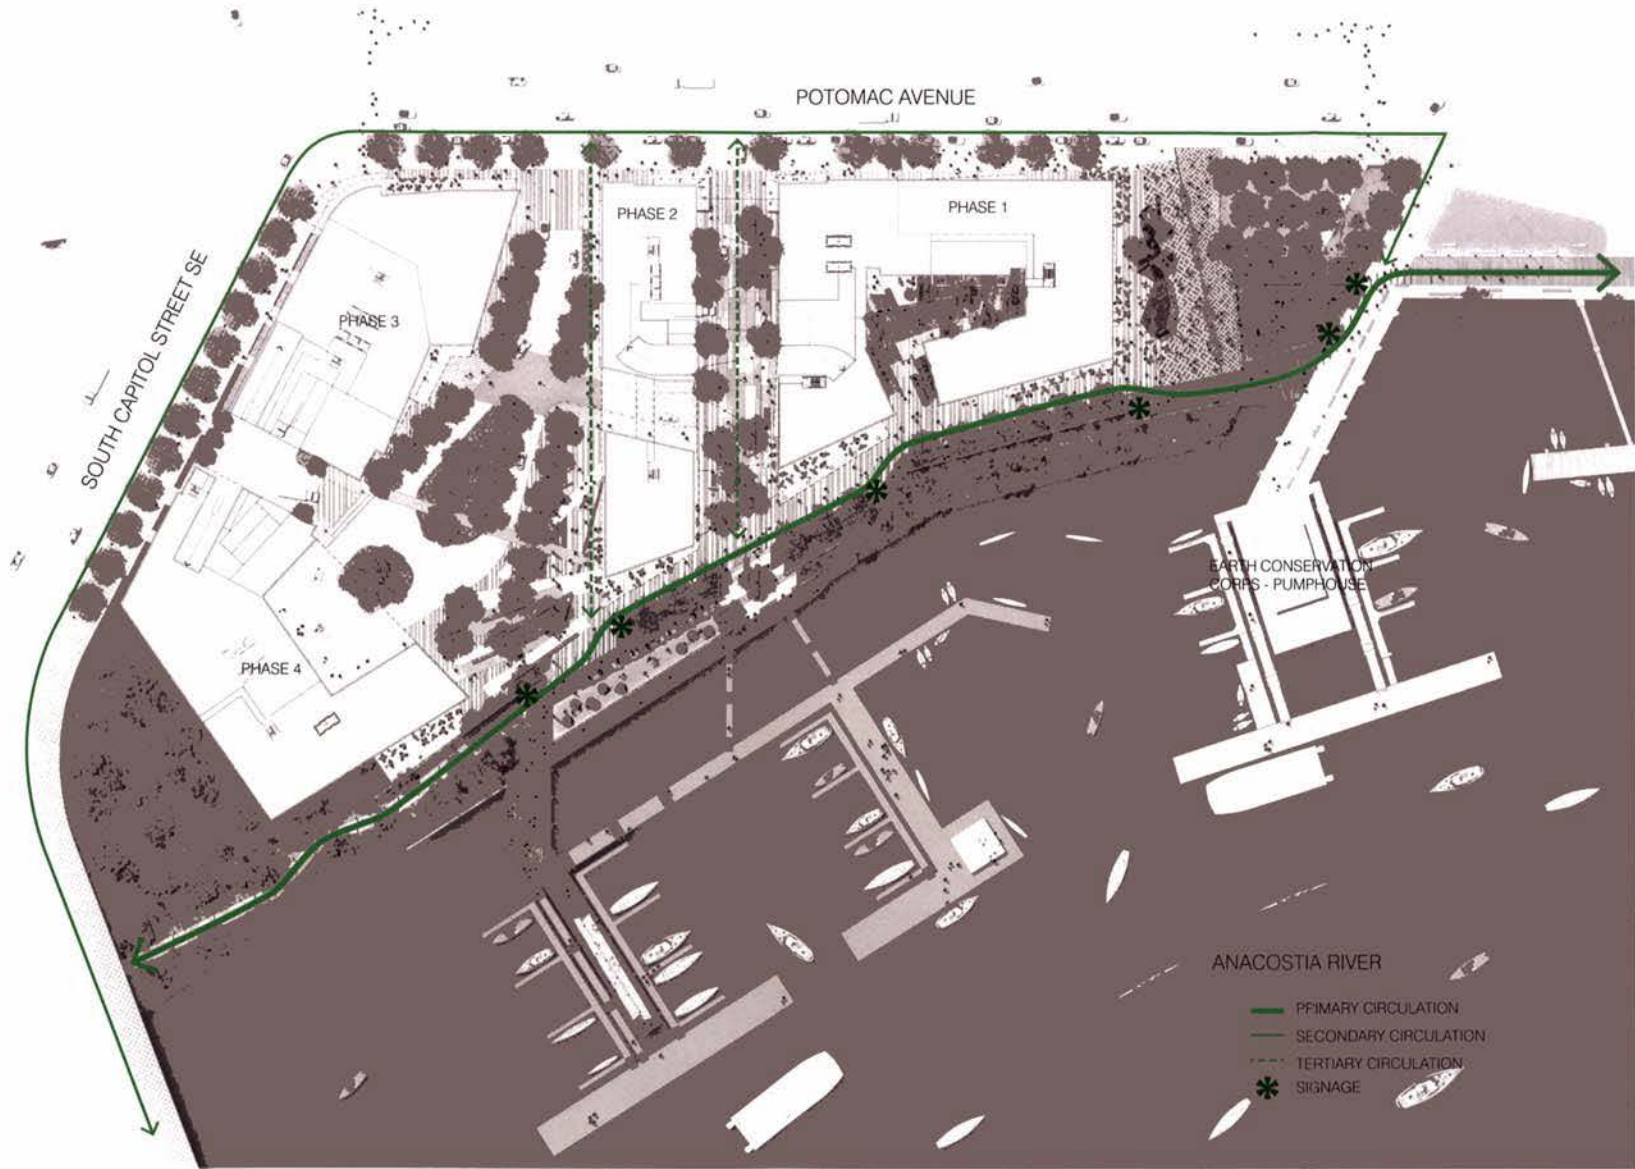 POTOMAC AVENUE
PHASE 2
PHASE 1
SOUTH CAPITOL STREET SE
PHASE 3
EARTH CONSERVATION
CORPS - PUMPHOUSE
PHASE 4
ANACOSTIA RIVER
PRIMARY CIRCULATION
SECONDARY CIRCULATION
TERTIARY CIRCULATION
SIGNAGE